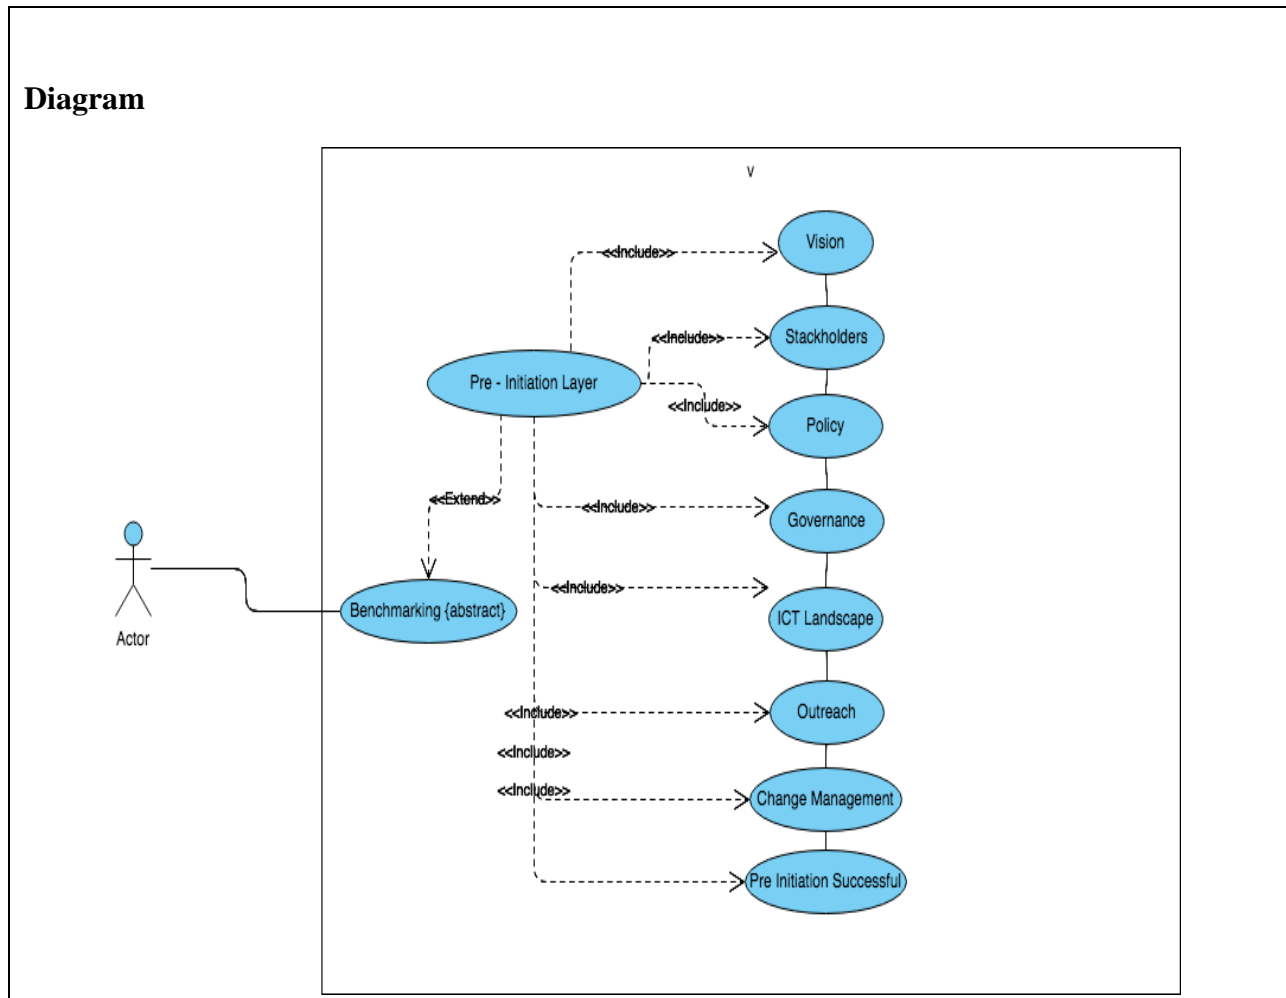 Diagram
v
Vision
<<Include>>
Stackholders
<<Include>>
Pre - Initiation Layer
<<Include>>
Policy
<<Extend>>
<<Include>>
Governance
<<Include>>
Benchmarking {abstract}
ICT Landscape
Actor
<<Include>>
Outreach
<<Include>>
<<Include>>
Change Management
Pre Initiation Successful